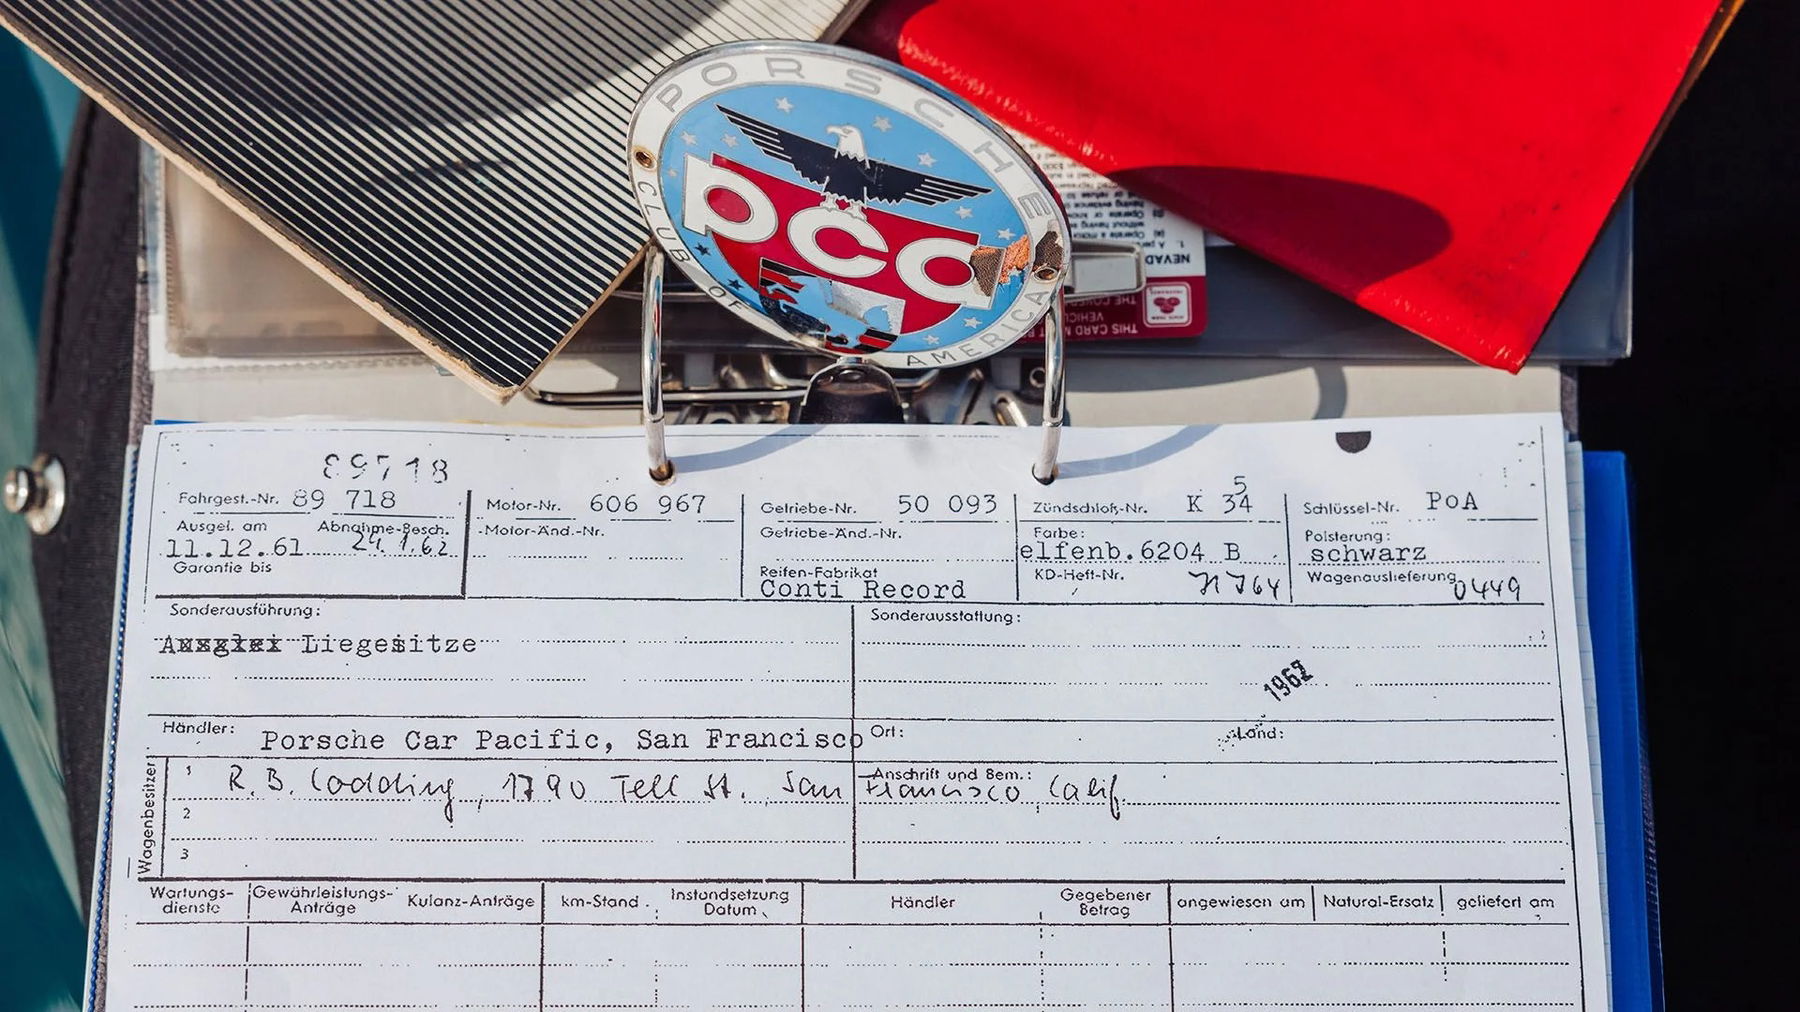 PORSCHE
CLUB OF AMERICA
pca
NEVAD
THIS CARD M
VEHICL
THE COVER
89718
Fahrgest.-Nr. 89 718
Motor-Nr. 606 967
Getriebe-Nr. 50 093
Zündschloß-Nr. K 34
5
Schlüssel-Nr. PoA
Ausgel. am 11.12.61
Abnahme-Besch. 24.1.62
Motor-Änd.-Nr.
Getriebe-Änd.-Nr.
Farbe: elfenb.6204 B
Polsterung: schwarz
Garantie bis
Reifen-Fabrikat Conti Record
KD-Heft-Nr.
Wagenauslieferung 0449
Sonderausführung:
Sonderausstattung:
Liegesitze
1962
Händler: Porsche Car Pacific, San Francisco
Ort:
Land:
Wagenbesitzer
Anschrift und Bem.:
1 R. B. Codding, 1790 Tell St. San Francisco, Calif.
2
3
Wartungs-dienste
Gewährleistungs-Anträge
Kulanz-Anträge
km-Stand
Instandsetzung Datum
Händler
Gegebener Betrag
angewiesen am
Natural-Ersatz
geliefert am